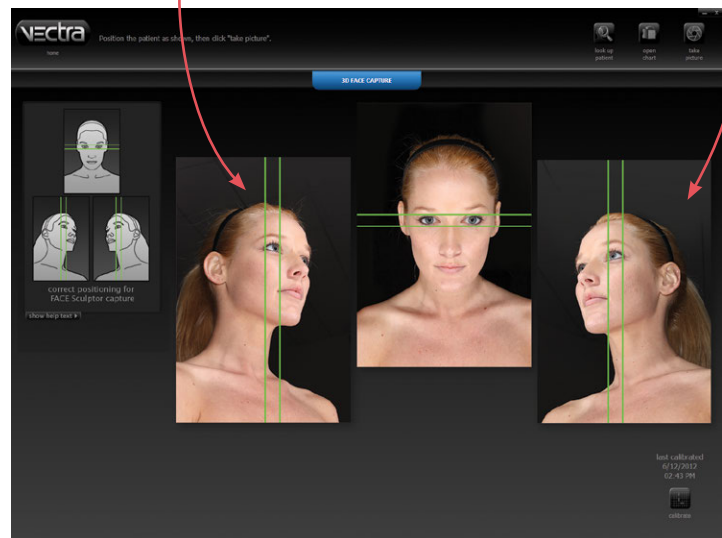 vectra
home
Position the patient as shown, then click "take picture".
look up
patient
open
chart
take
picture
3D FACE CAPTURE
correct positioning for
FACE Sculptor capture
show help text
last calibrated
6/12/2012
02:43 PM
calibrate